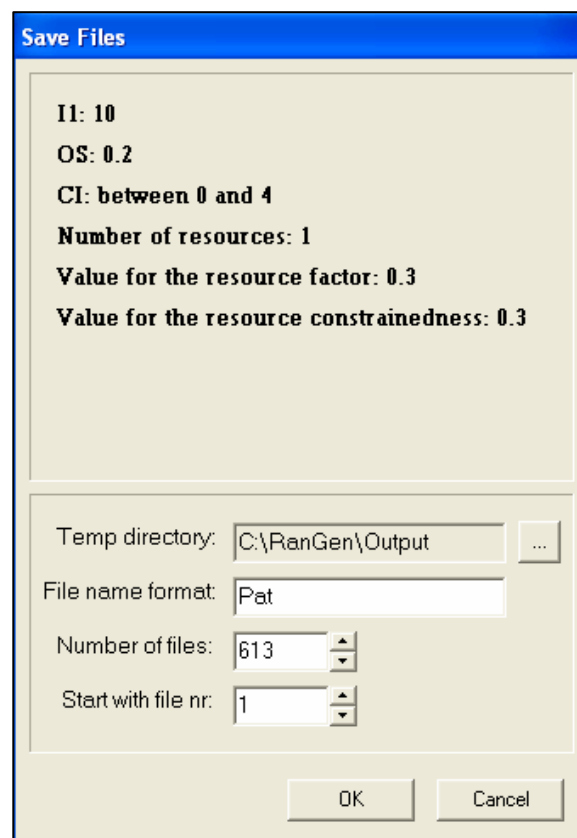 Save Files
I1: 10
OS: 0.2
CI: between 0 and 4
Number of resources: 1
Value for the resource factor: 0.3
Value for the resource constrainedness: 0.3
Temp directory: C:\RanGen\Output ...
File name format: Pat
Number of files: 613
Start with file nr: 1
OK Cancel